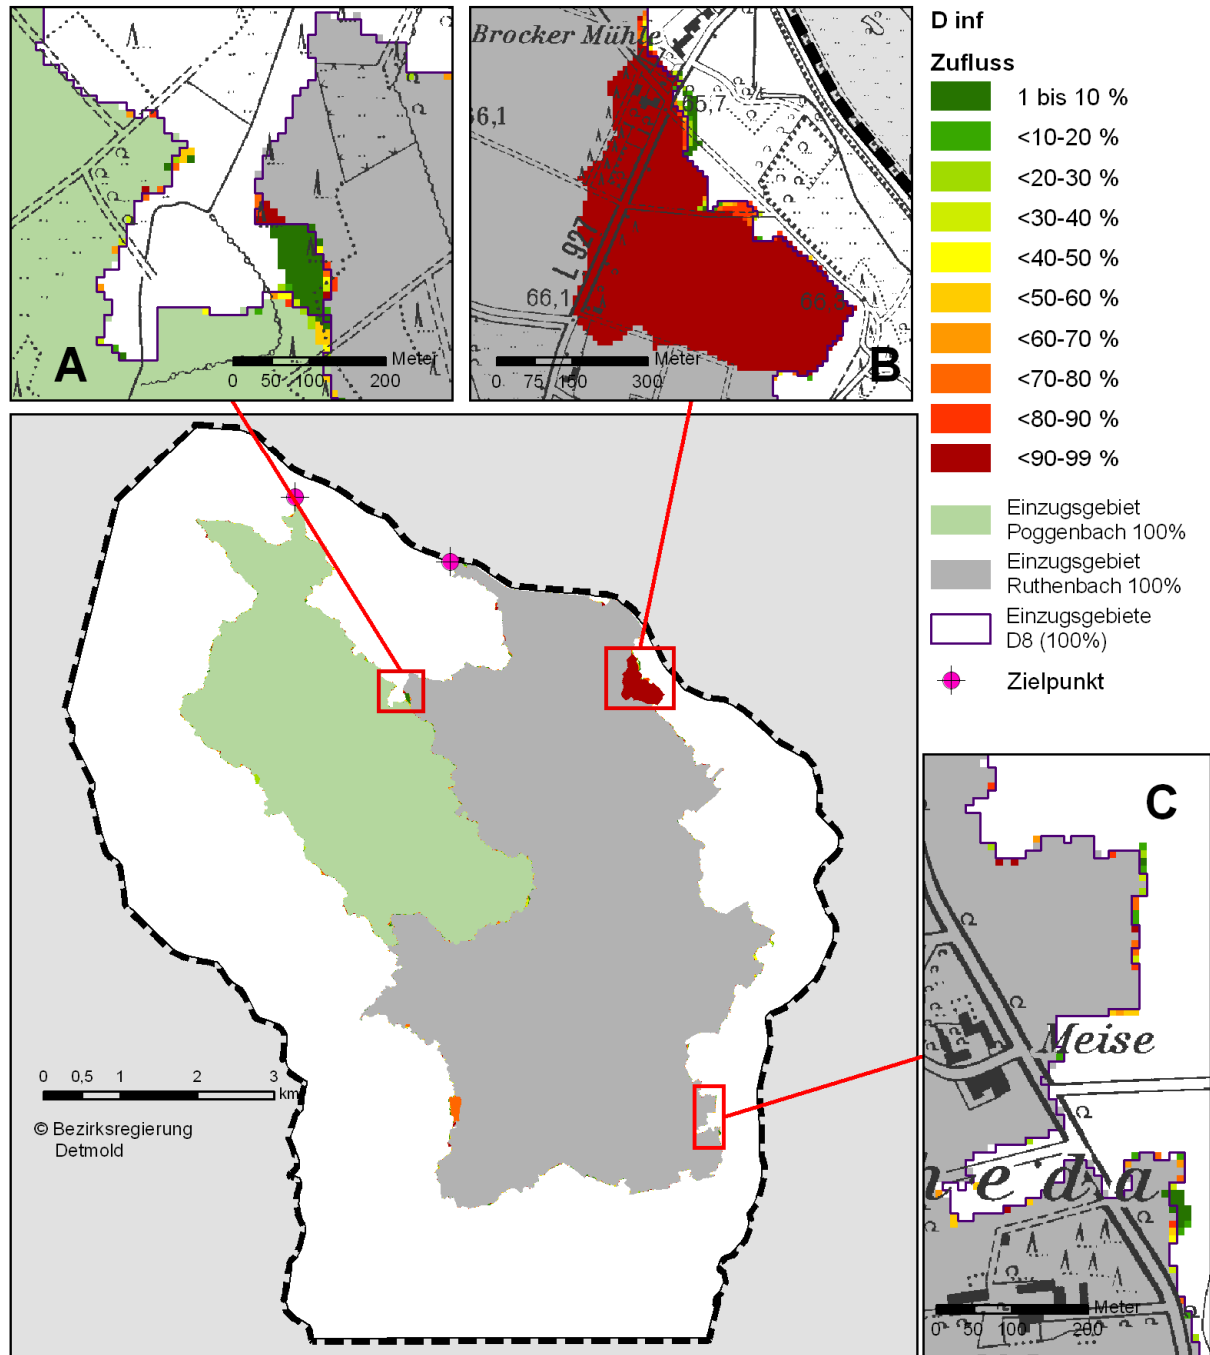 Brocker Mühle
66,1
65,7
L 927
66,1
A
Meter
0 50 100 200
B
Meter
0 75 150 300
D inf
Zufluss
1 bis 10 %
<10-20 %
<20-30 %
<30-40 %
<40-50 %
<50-60 %
<60-70 %
<70-80 %
<80-90 %
<90-99 %
Einzugsgebiet
Poggenbach 100%
Einzugsgebiet
Ruthenbach 100%
Einzugsgebiete
D8 (100%)
Zielpunkt
0 0,5 1 2 3
km
© Bezirksregierung
Detmold
C
Meise
h e d a
Meter
0 50 100 200